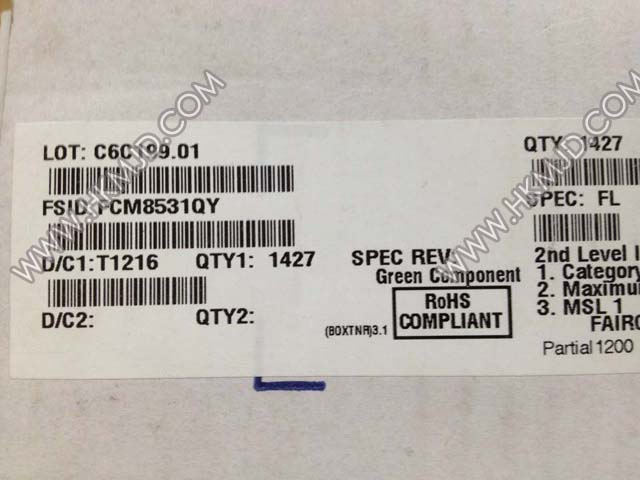 LOT: C6C199.01
QTY: 1427
FSID: FCM8531QY
SPEC: FL
D/C1:T1216 QTY1: 1427
SPEC REV
Green Component
RoHS
COMPLIANT
2nd Level I
1. Category
2. Maximu
3. MSL 1
D/C2: QTY2:
(BOXTNR)3.1
FAIRC
Partial 1200
WWW.HKMJD.COM
WWW.HKMJD.COM